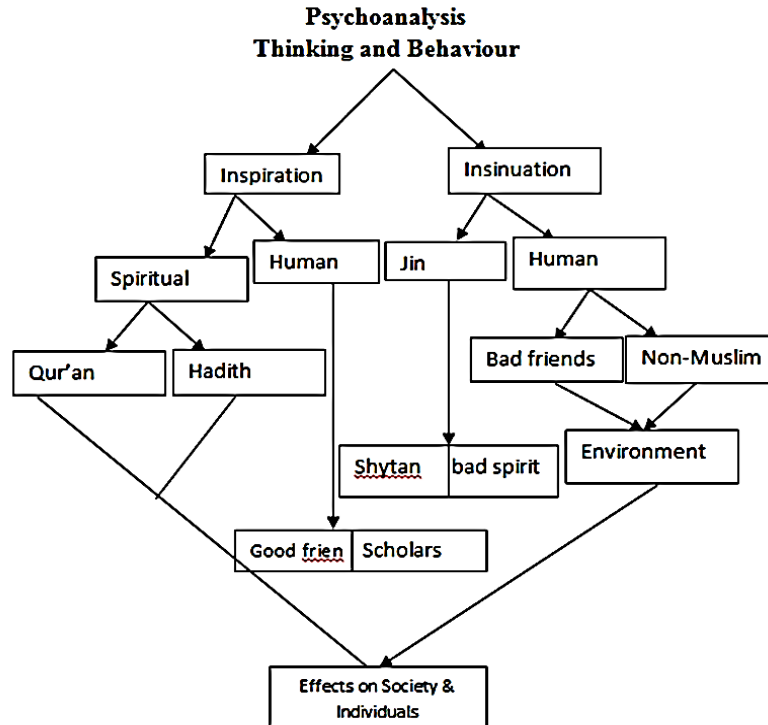 Psychoanalysis
Thinking and Behaviour
Inspiration
Insinuation
Spiritual
Human
Jin
Human
Qur'an
Hadith
Bad friends
Non-Muslim
Shytan
bad spirit
Environment
Good frien
Scholars
Effects on Society &
Individuals